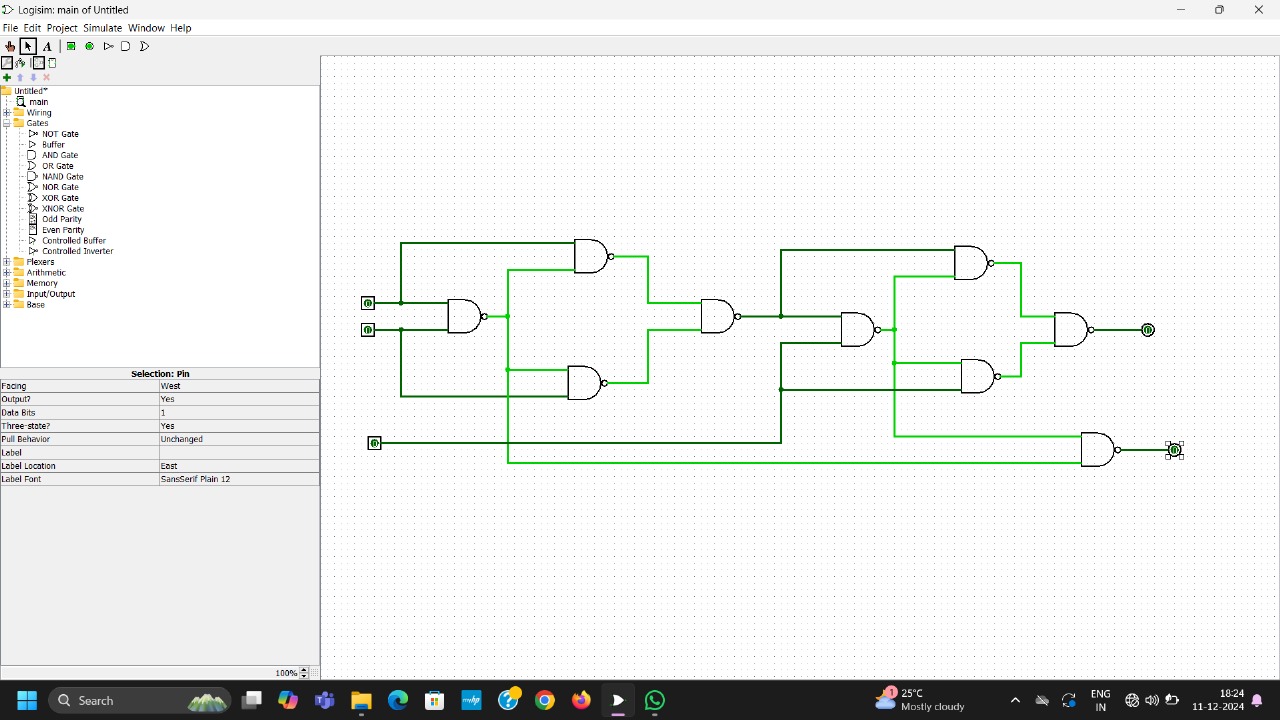 Logisim: main of Untitled
File Edit Project Simulate Window Help
A
Untitled*
main
Wiring
Gates
NOT Gate
Buffer
AND Gate
OR Gate
NAND Gate
NOR Gate
XOR Gate
XNOR Gate
Odd Parity
Even Parity
Controlled Buffer
Controlled Inverter
Plexers
Arithmetic
Memory
Input/Output
Base
Selection: Pin
Facing West
Output? Yes
Data Bits 1
Three-state? Yes
Pull Behavior Unchanged
Label
Label Location East
Label Font SansSerif Plain 12
0
0
0
0
0
100%
Search
1
25°C
Mostly cloudy
ENG
IN
18:24
11-12-2024